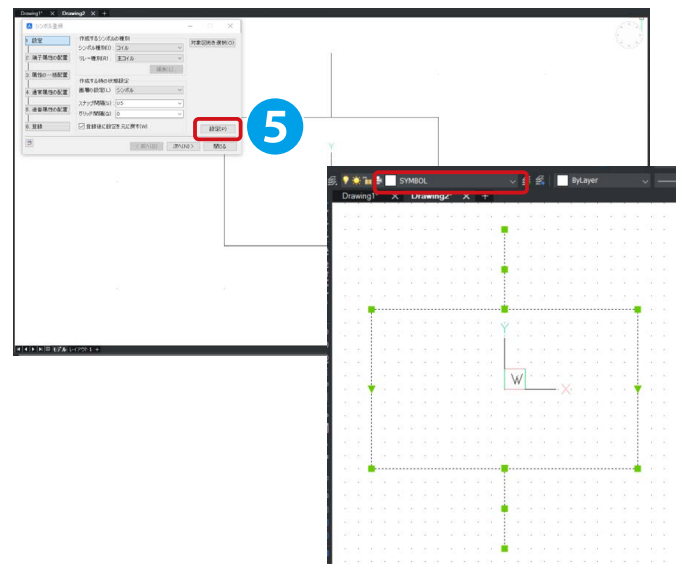 Drawing1* X Drawing2 X +
シンボル登録
1. 設定
2. 端子属性の配置
3. 属性の一括配置
4. 通常属性の配置
5. 連番属性の配置
6. 登録
作成するシンボルの種別
シンボル種別(I) コイル
リレー種別(R) 主コイル
対象図形を選択(O)
作成する時の状態設定
画層の設定(L) シンボル
スナップ間隔(S) 0.5
グリッド間隔(G) 0
登録後に設定を元に戻す(W)
設定(P)
次へ(N) >
閉じる
5
Y
モデル レイアウト1 +
SYMBOL
ByLayer
Drawing1* X Drawing2* X +
Y
W
X